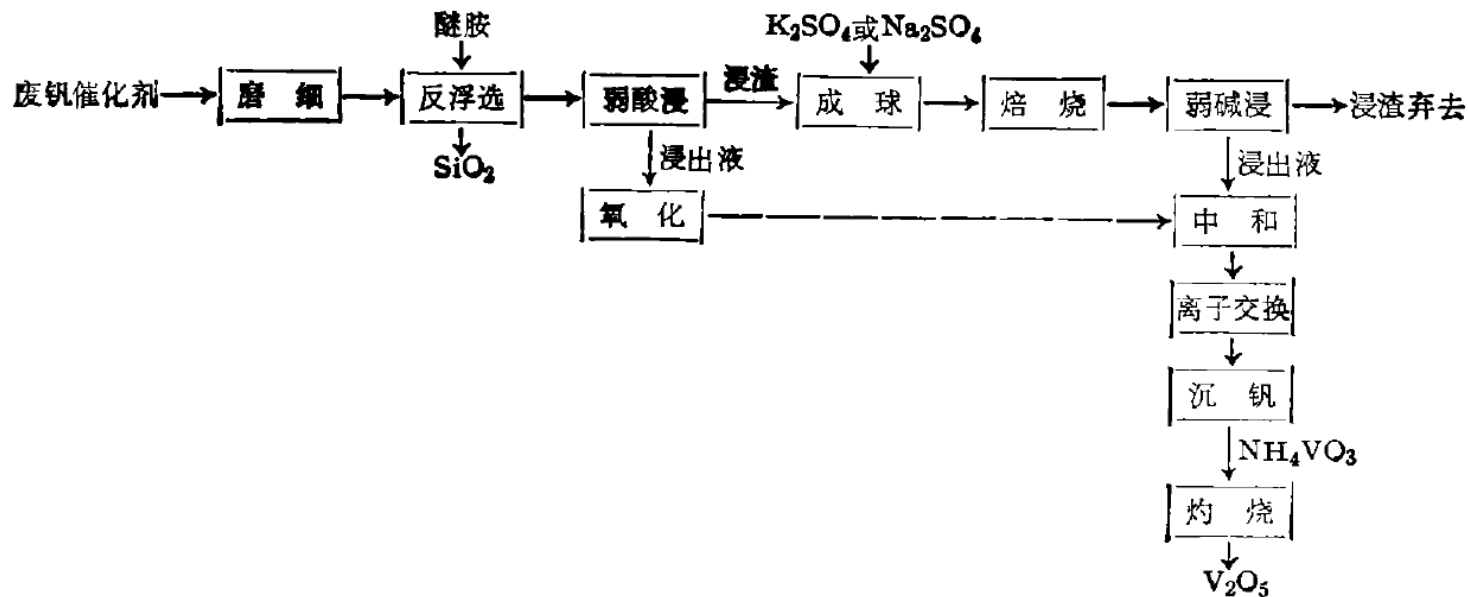 醚胺
K₂SO₄或Na₂SO₄
废钒催化剂 磨细 反浮选 弱酸浸 浸渣 成球 焙烧 弱碱浸 浸渣弃去
SiO₂ 浸出液 浸出液
氧化 中和
离子交换
沉钒
NH₄VO₃
灼烧
V₂O₅